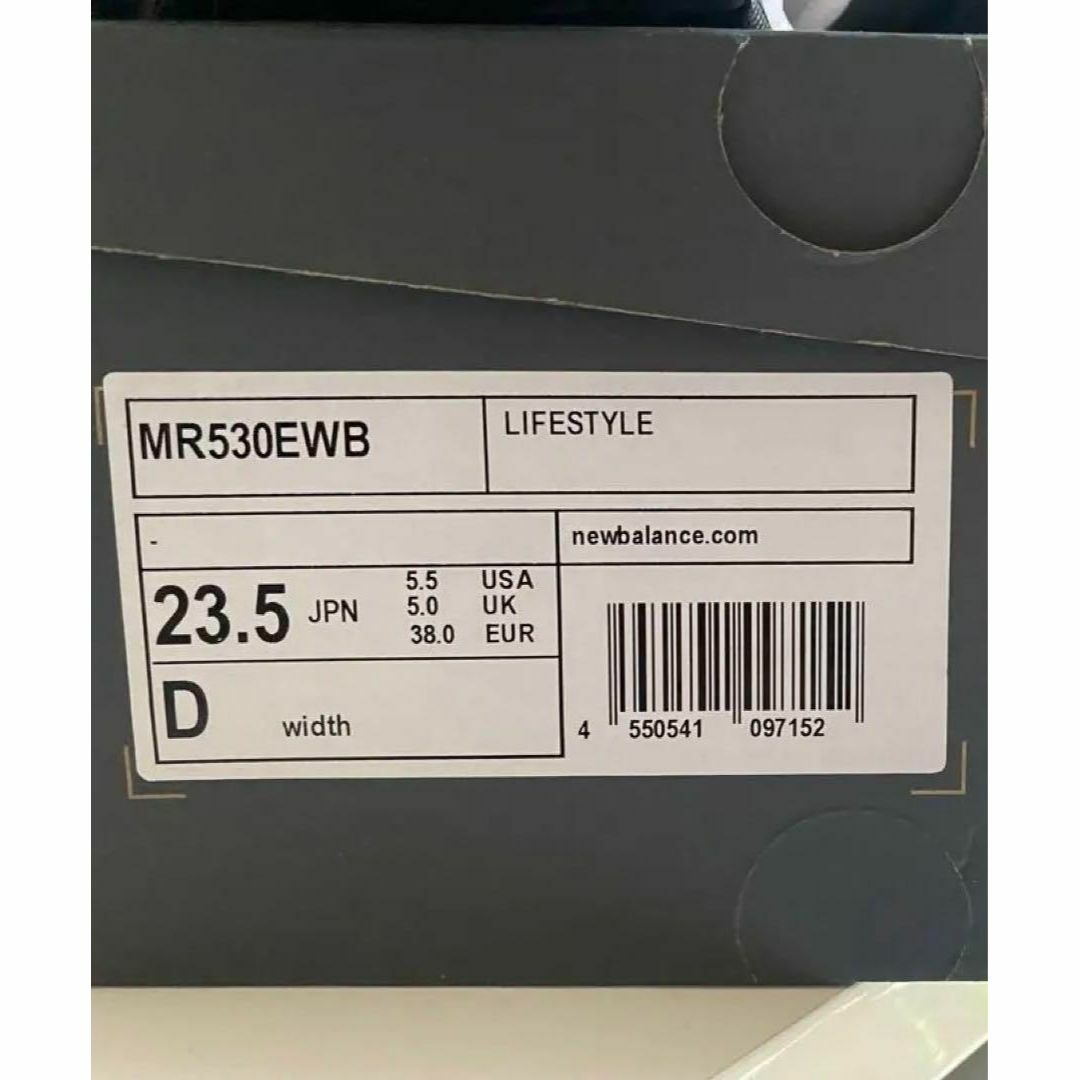 MR530EWB
LIFESTYLE
-
newbalance.com
23.5 JPN
5.5 USA
5.0 UK
38.0 EUR
D width
4 550541 097152